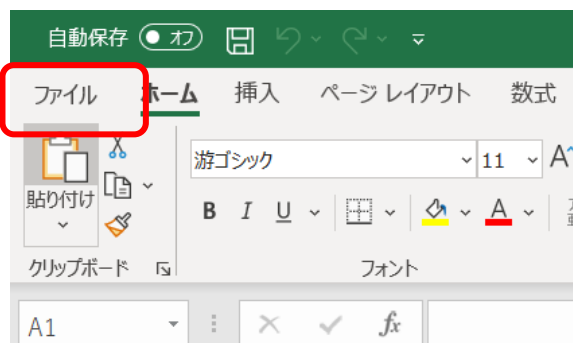 自動保存 オフ
ファイル ホーム 挿入 ページ レイアウト 数式
貼り付け
游ゴシック 11 A
B I U A
クリップボード フォント
A1 fx